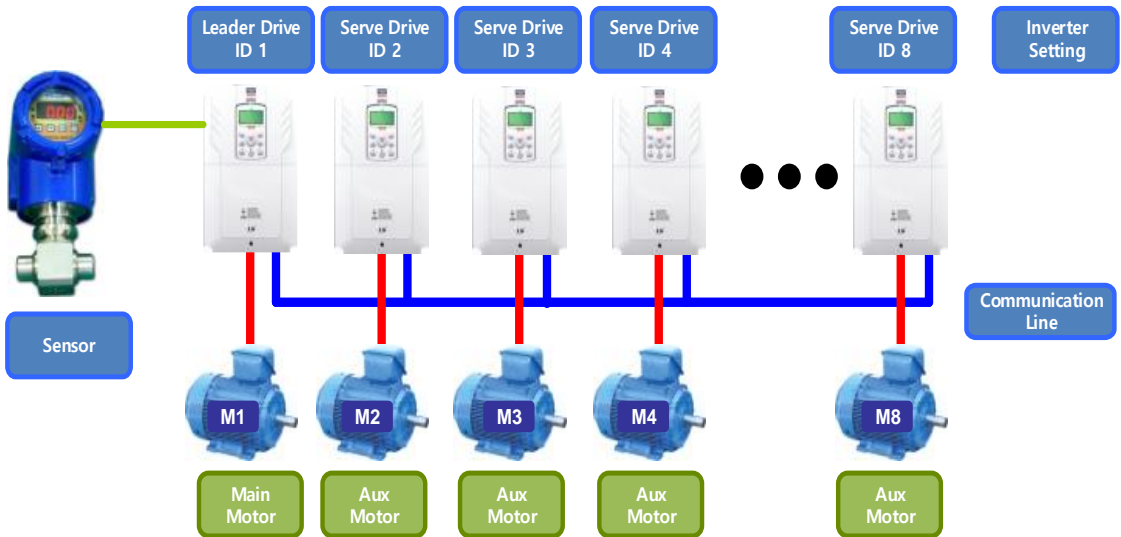 Leader Drive
ID 1
Serve Drive
ID 2
Serve Drive
ID 3
Serve Drive
ID 4
Serve Drive
ID 8
Inverter
Setting
Communication
Line
Sensor
M1
M2
M3
M4
M8
Main
Motor
Aux
Motor
Aux
Motor
Aux
Motor
Aux
Motor